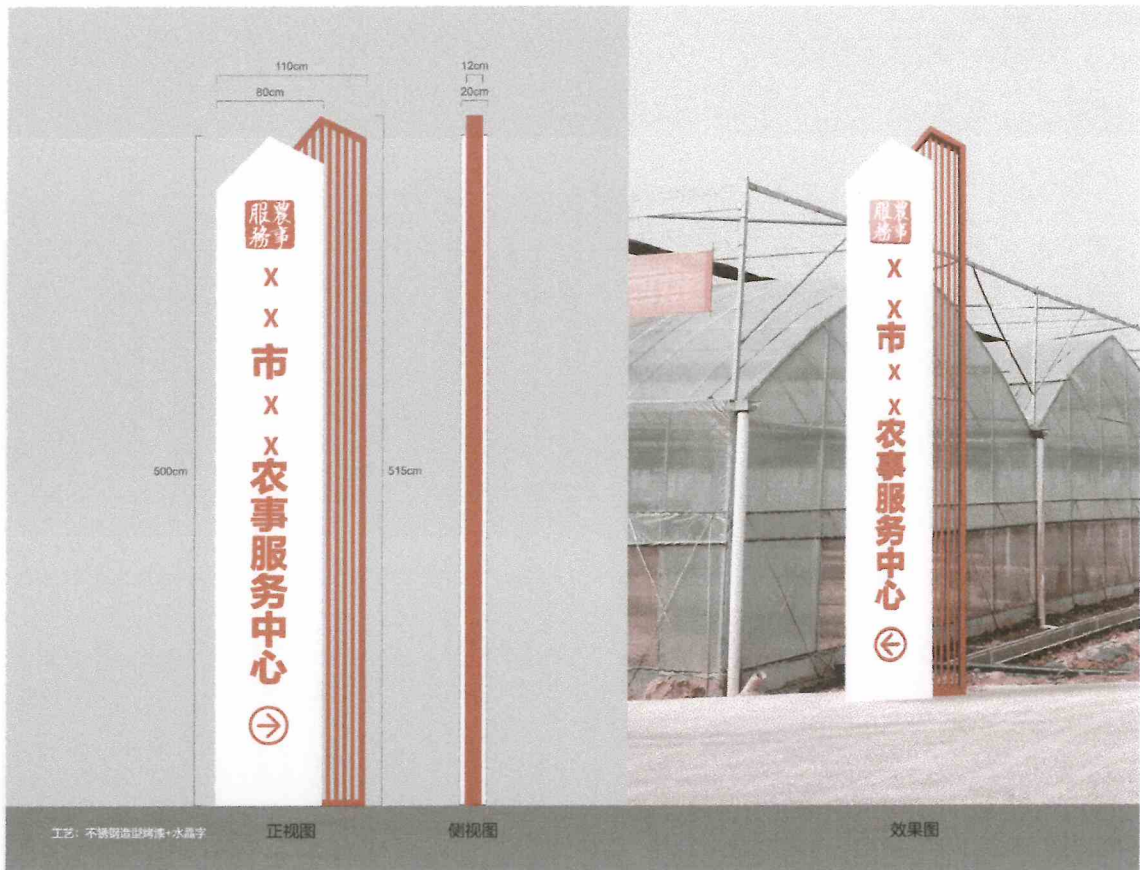 110cm
80cm
12cm
20cm
500cm
515cm
農事
服務
X
X
市
X
X
农事服务中心
農事
服務
X
X
市
X
X
农事服务中心
工艺：不锈钢造型烤漆+水晶字
正视图
侧视图
效果图